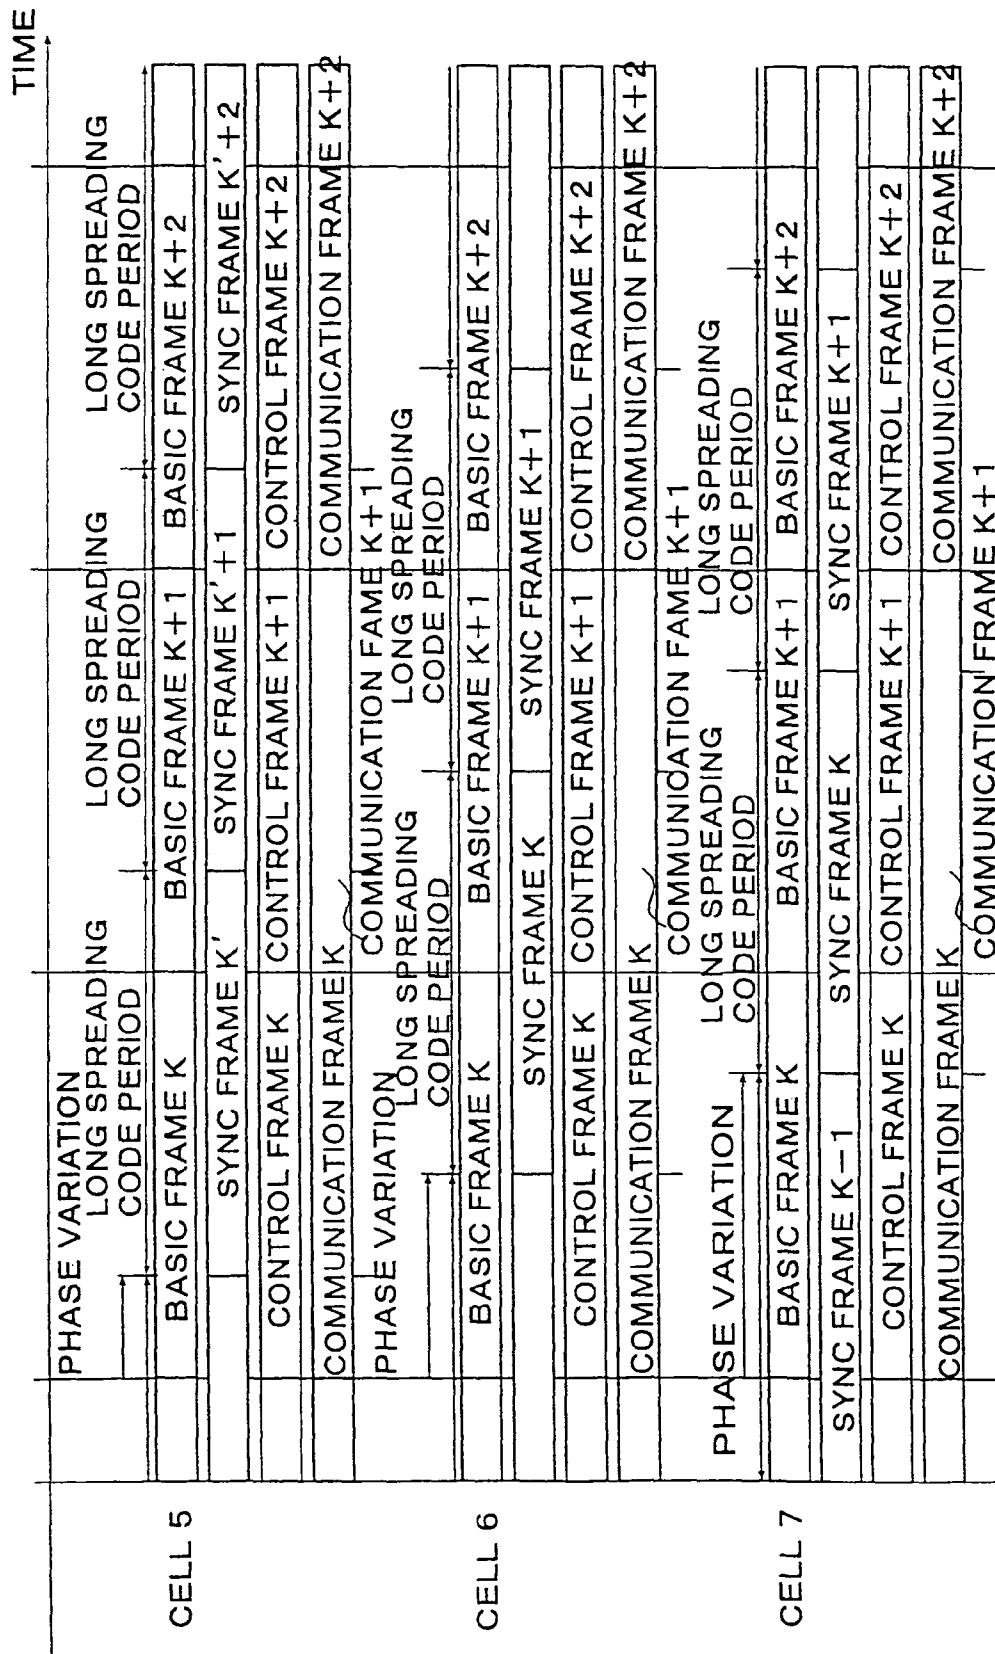 TIME
PHASE VARIATION
LONG SPREADING
CODE PERIOD
LONG SPREADING
CODE PERIOD
LONG SPREADING
CODE PERIOD
CELL 5
BASIC FRAME K
BASIC FRAME K+1
BASIC FRAME K+2
SYNC FRAME K'
SYNC FRAME K'+1
SYNC FRAME K'+2
CONTROL FRAME K
CONTROL FRAME K+1
CONTROL FRAME K+2
COMMUNICATION FRAME K
COMMUNICATION FRAME K+2
COMMUNICATION FAME K+1
PHASE VARIATION
LONG SPREADING
CODE PERIOD
LONG SPREADING
CODE PERIOD
CELL 6
BASIC FRAME K
BASIC FRAME K+1
BASIC FRAME K+2
SYNC FRAME K
SYNC FRAME K+1
CONTROL FRAME K
CONTROL FRAME K+1
CONTROL FRAME K+2
COMMUNICATION FRAME K
COMMUNICATION FRAME K+2
COMMUNICATION FAME K+1
PHASE VARIATION
LONG SPREADING
CODE PERIOD
LONG SPREADING
CODE PERIOD
CELL 7
BASIC FRAME K
BASIC FRAME K+1
BASIC FRAME K+2
SYNC FRAME K-1
SYNC FRAME K
SYNC FRAME K+1
CONTROL FRAME K
CONTROL FRAME K+1
CONTROL FRAME K+2
COMMUNICATION FRAME K
COMMUNICATION FRAME K+2
COMMUNICATION FRAME K+1